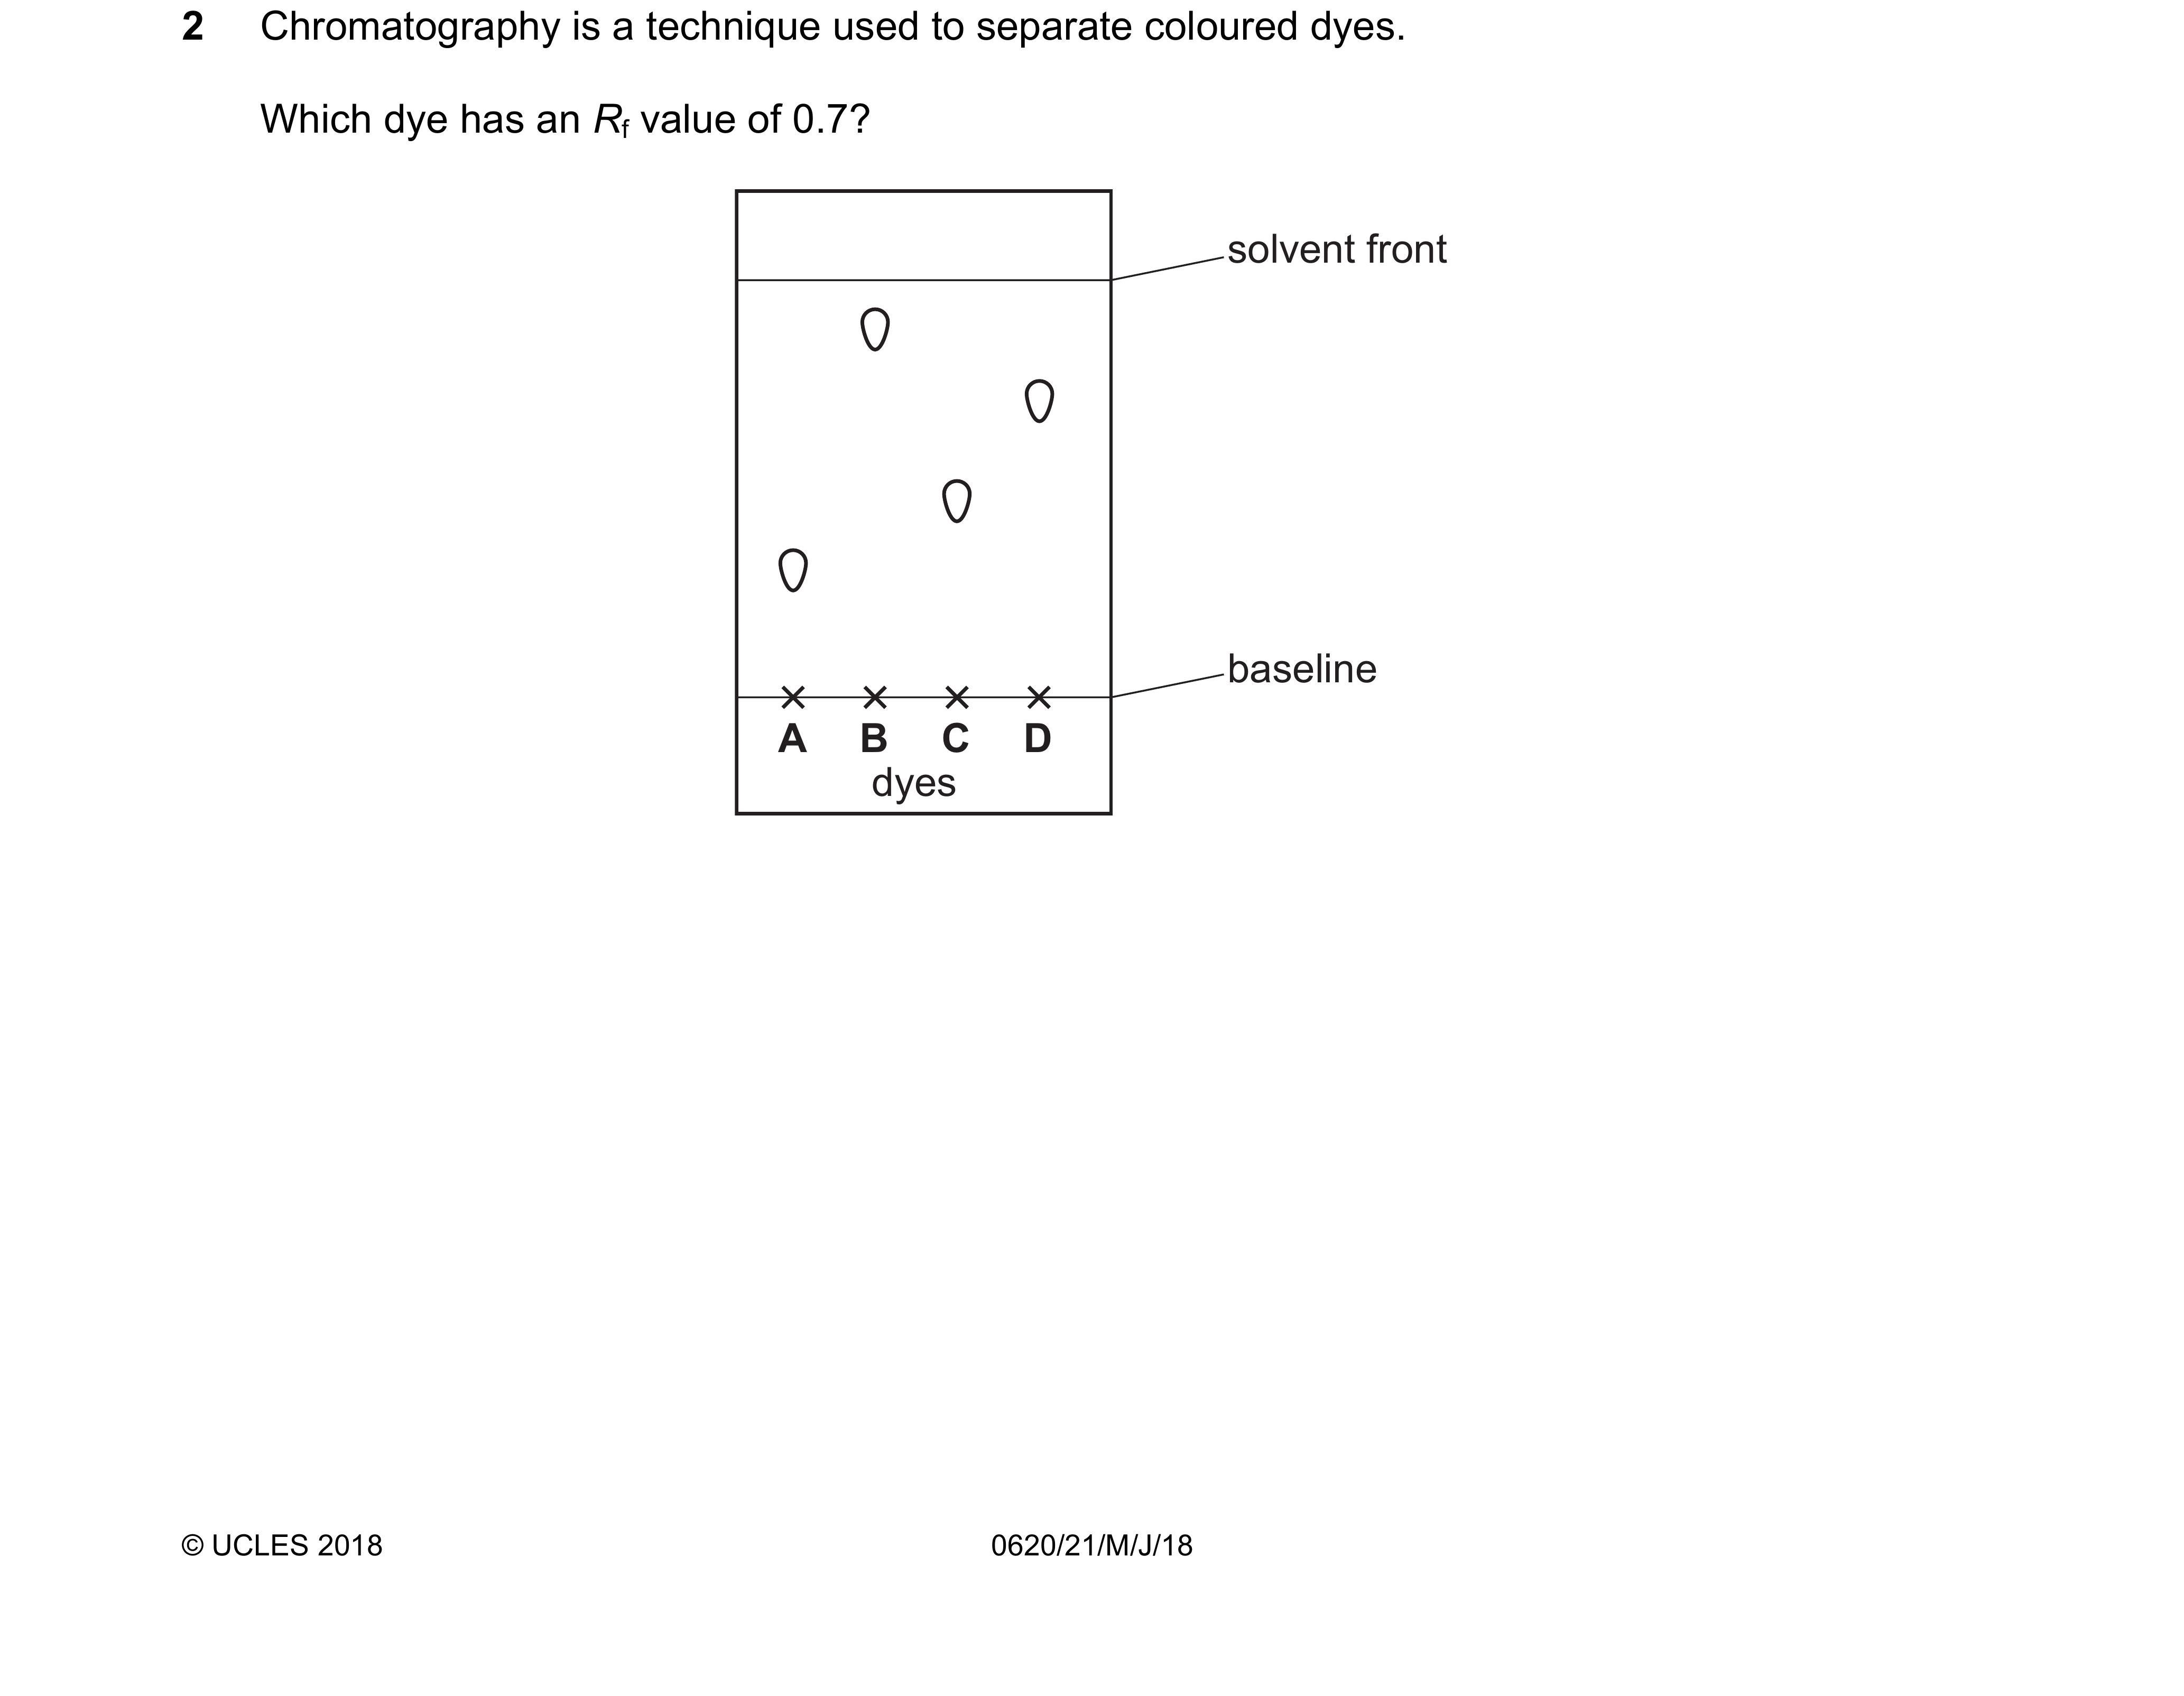 2 Chromatography is a technique used to separate coloured dyes.
Which dye has an Rf value of 0.7?
solvent front
baseline
A B C D
dyes
© UCLES 2018 0620/21/M/J/18